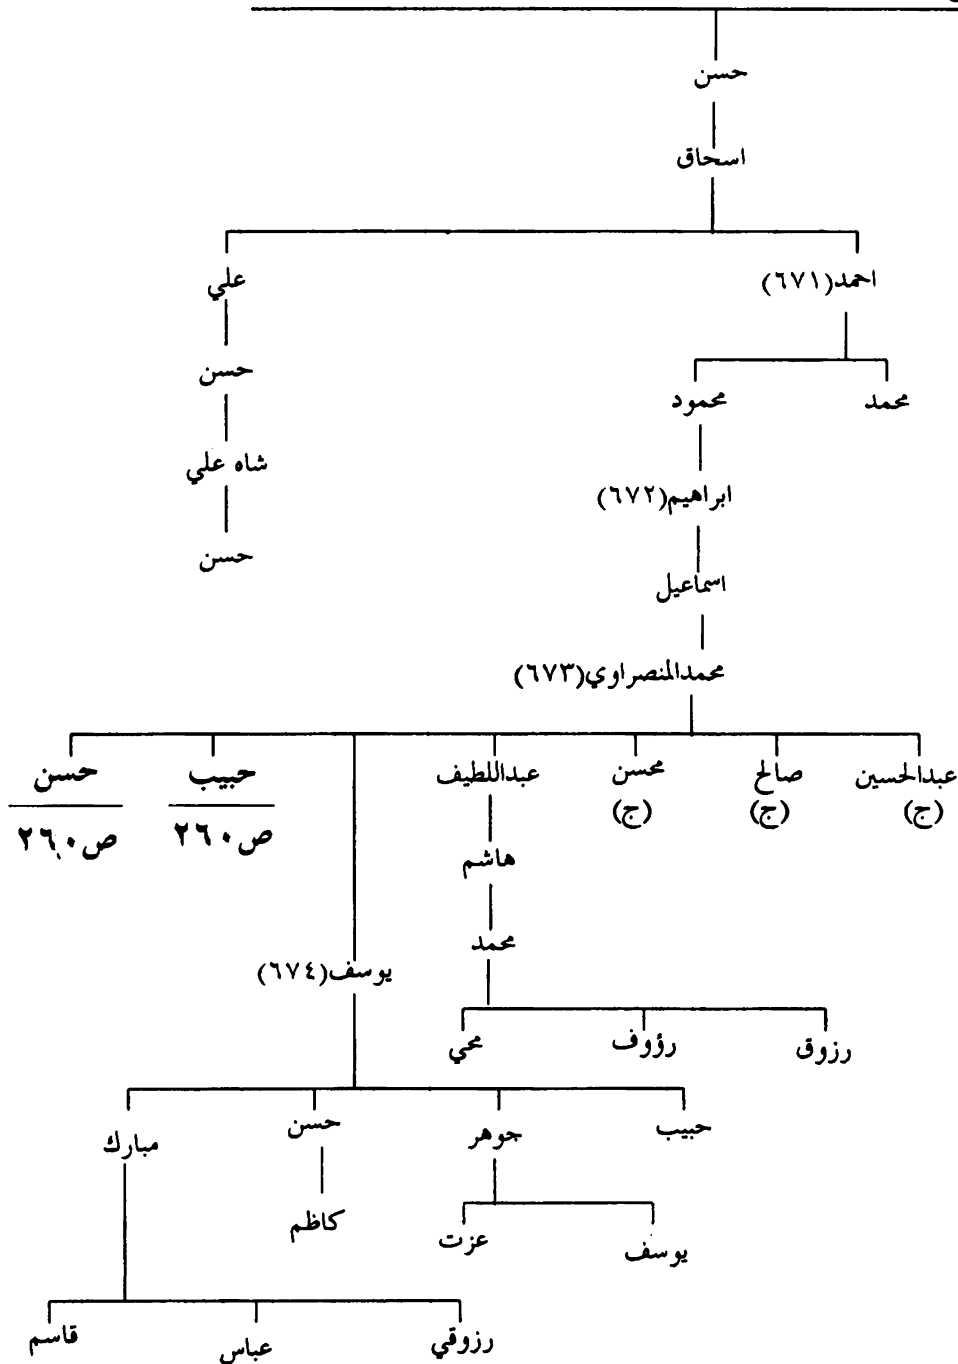 حسن
اسحاق
احمد(٦٧١) علي
محمد محمود حسن
شاه علي
ابراهيم(٦٧٢)
حسن
اسماعيل
محمدالمنصراوي(٦٧٣)
عبدالحسين صالح محسن عبداللطيف حبيب حسن
(ج) (ج) (ج) ص٢٦٠ ص٢٦٠
هاشم
محمد
يوسف(٦٧٤)
رزوق رؤوف محي
حبيب جوهر حسن مبارك
يوسف عزت كاظم
رزوقي عباس قاسم